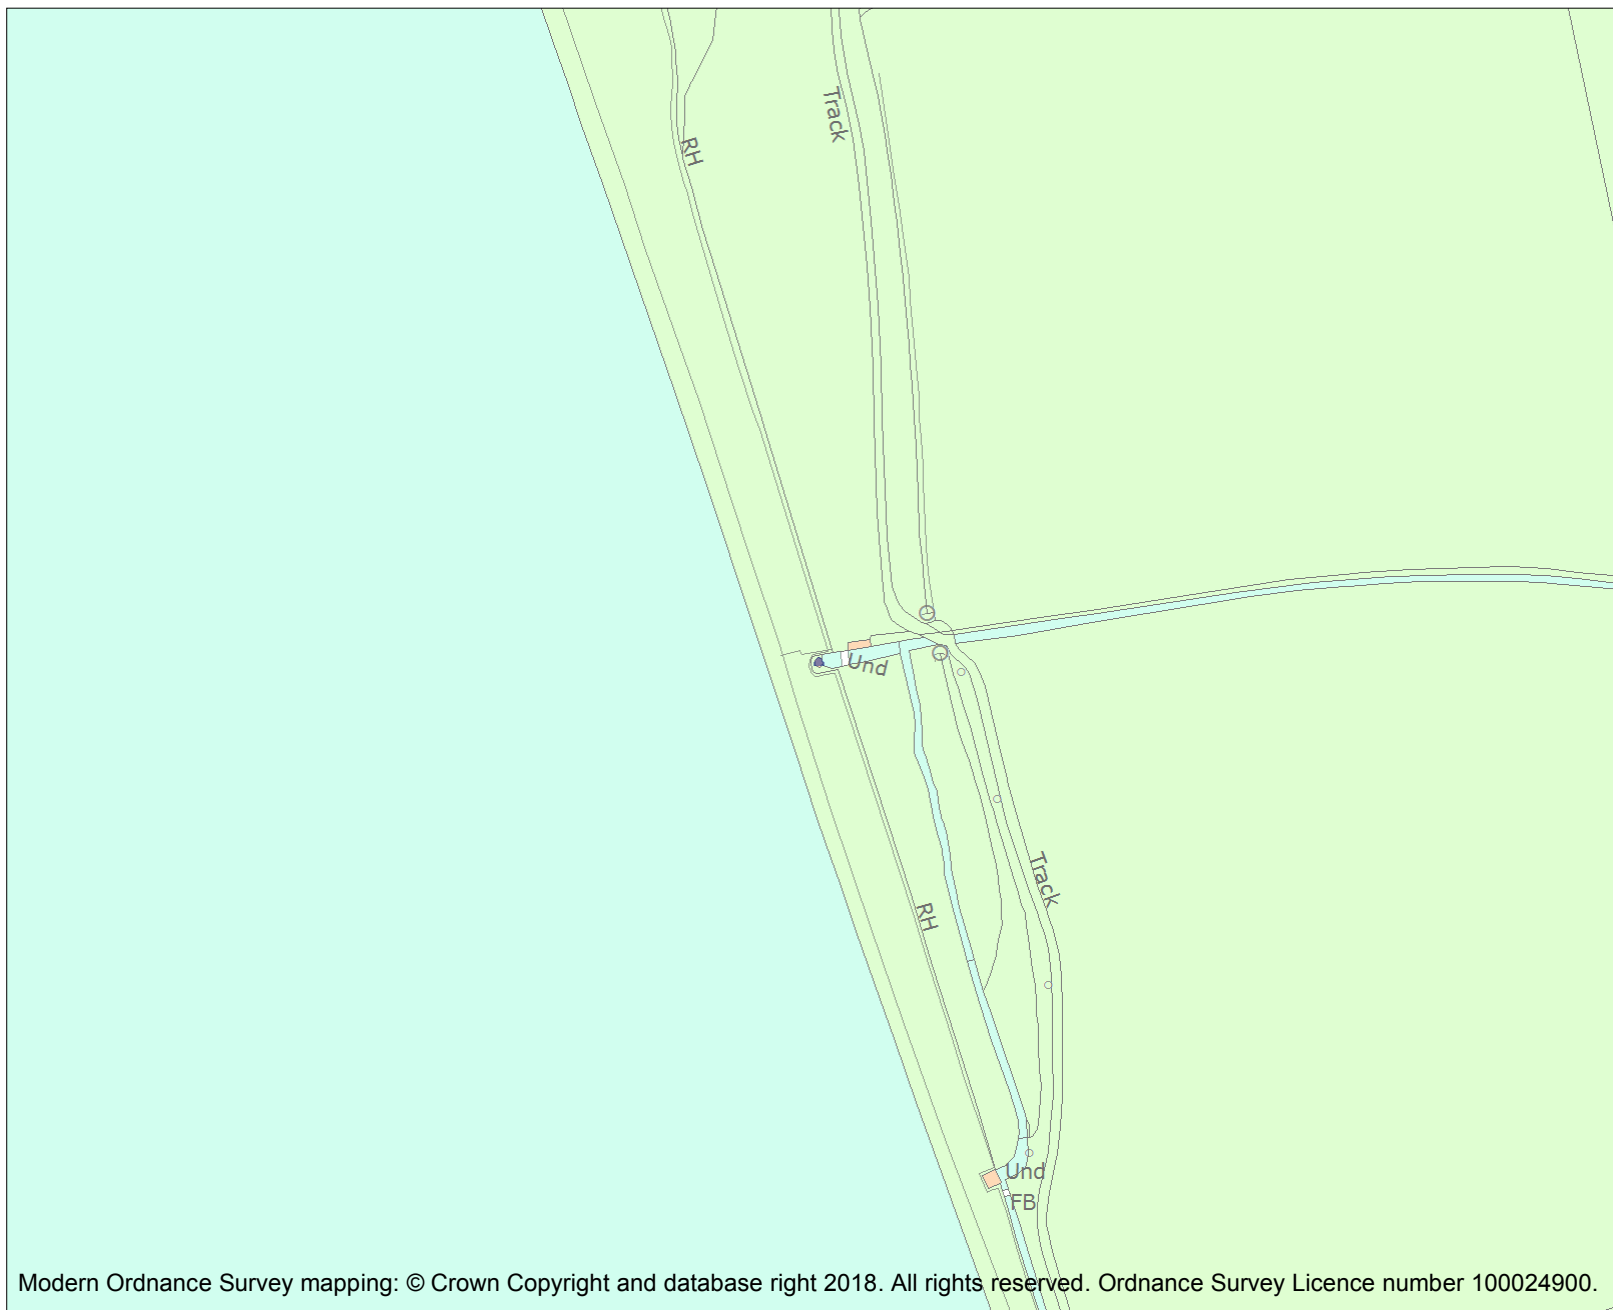 Track
RH
Und
Track
RH
Und
FB
Modern Ordnance Survey mapping: © Crown Copyright and database right 2018. All rights reserved. Ordnance Survey Licence number 100024900.